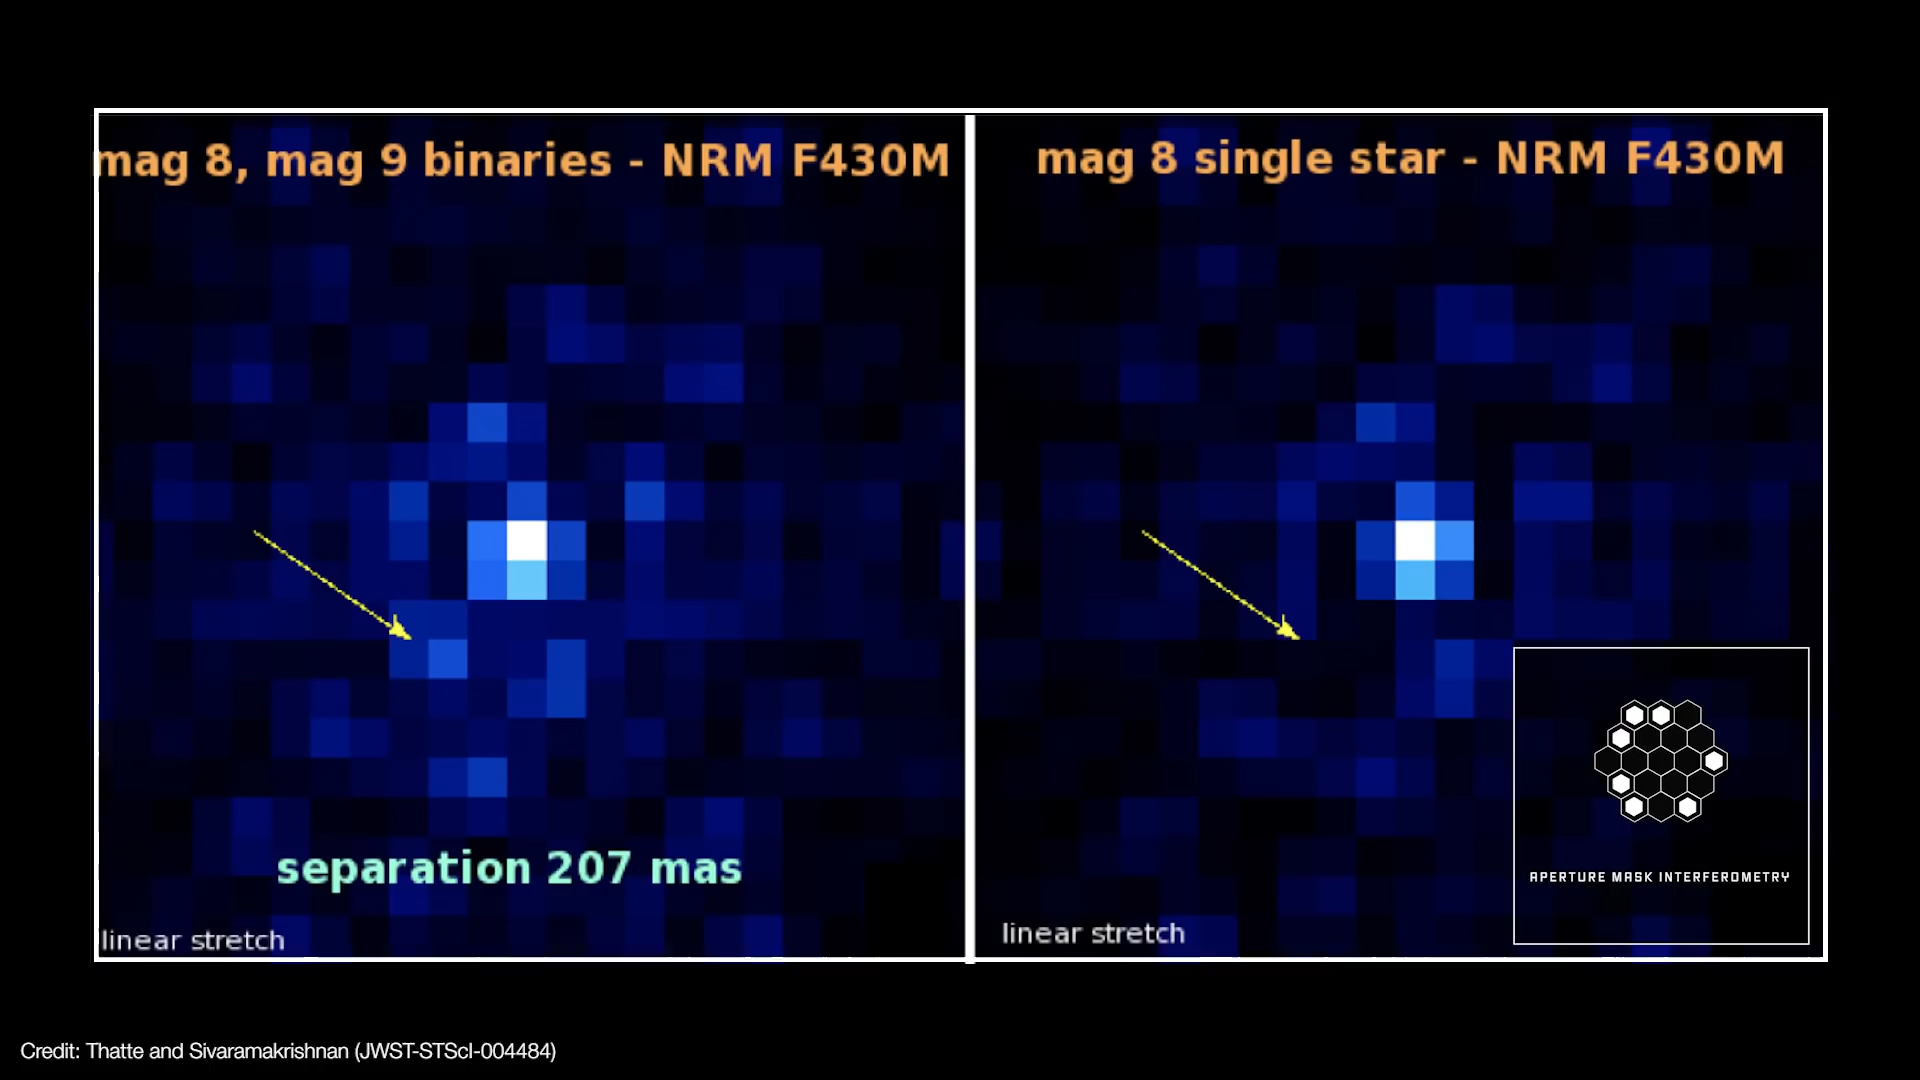 mag 8, mag 9 binaries - NRM F430M
mag 8 single star - NRM F430M
separation 207 mas
linear stretch
linear stretch
APERTURE MASK INTERFEROMETRY
Credit: Thatte and Sivaramakrishnan (JWST-STScI-004484)